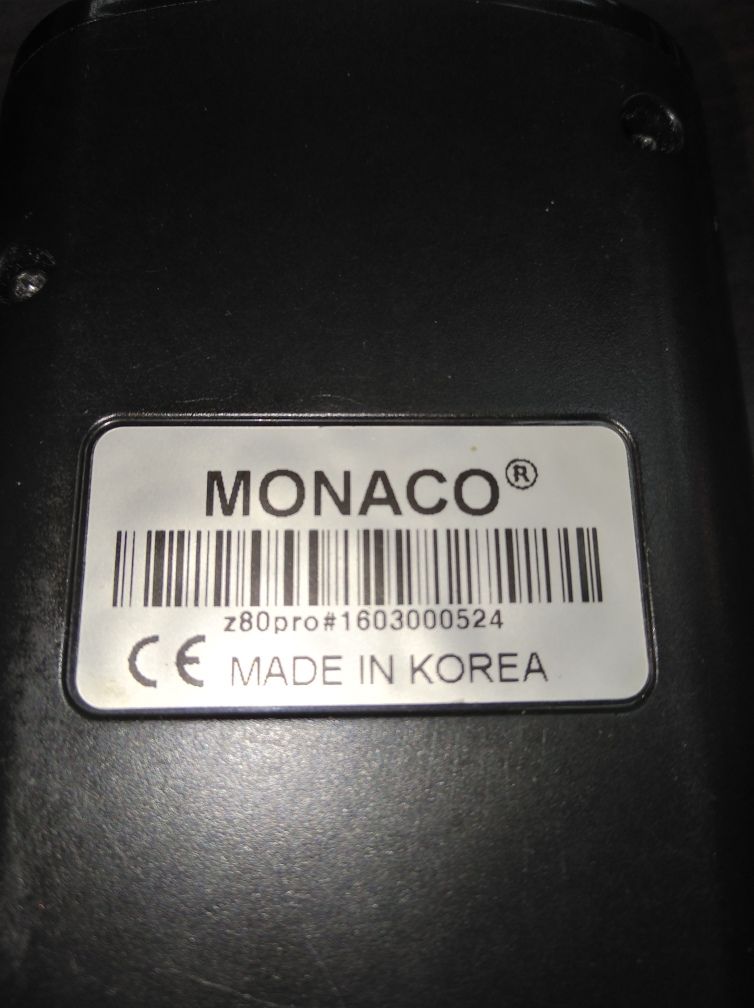 MONACO®
z80pro#1603000524
CE MADE IN KOREA